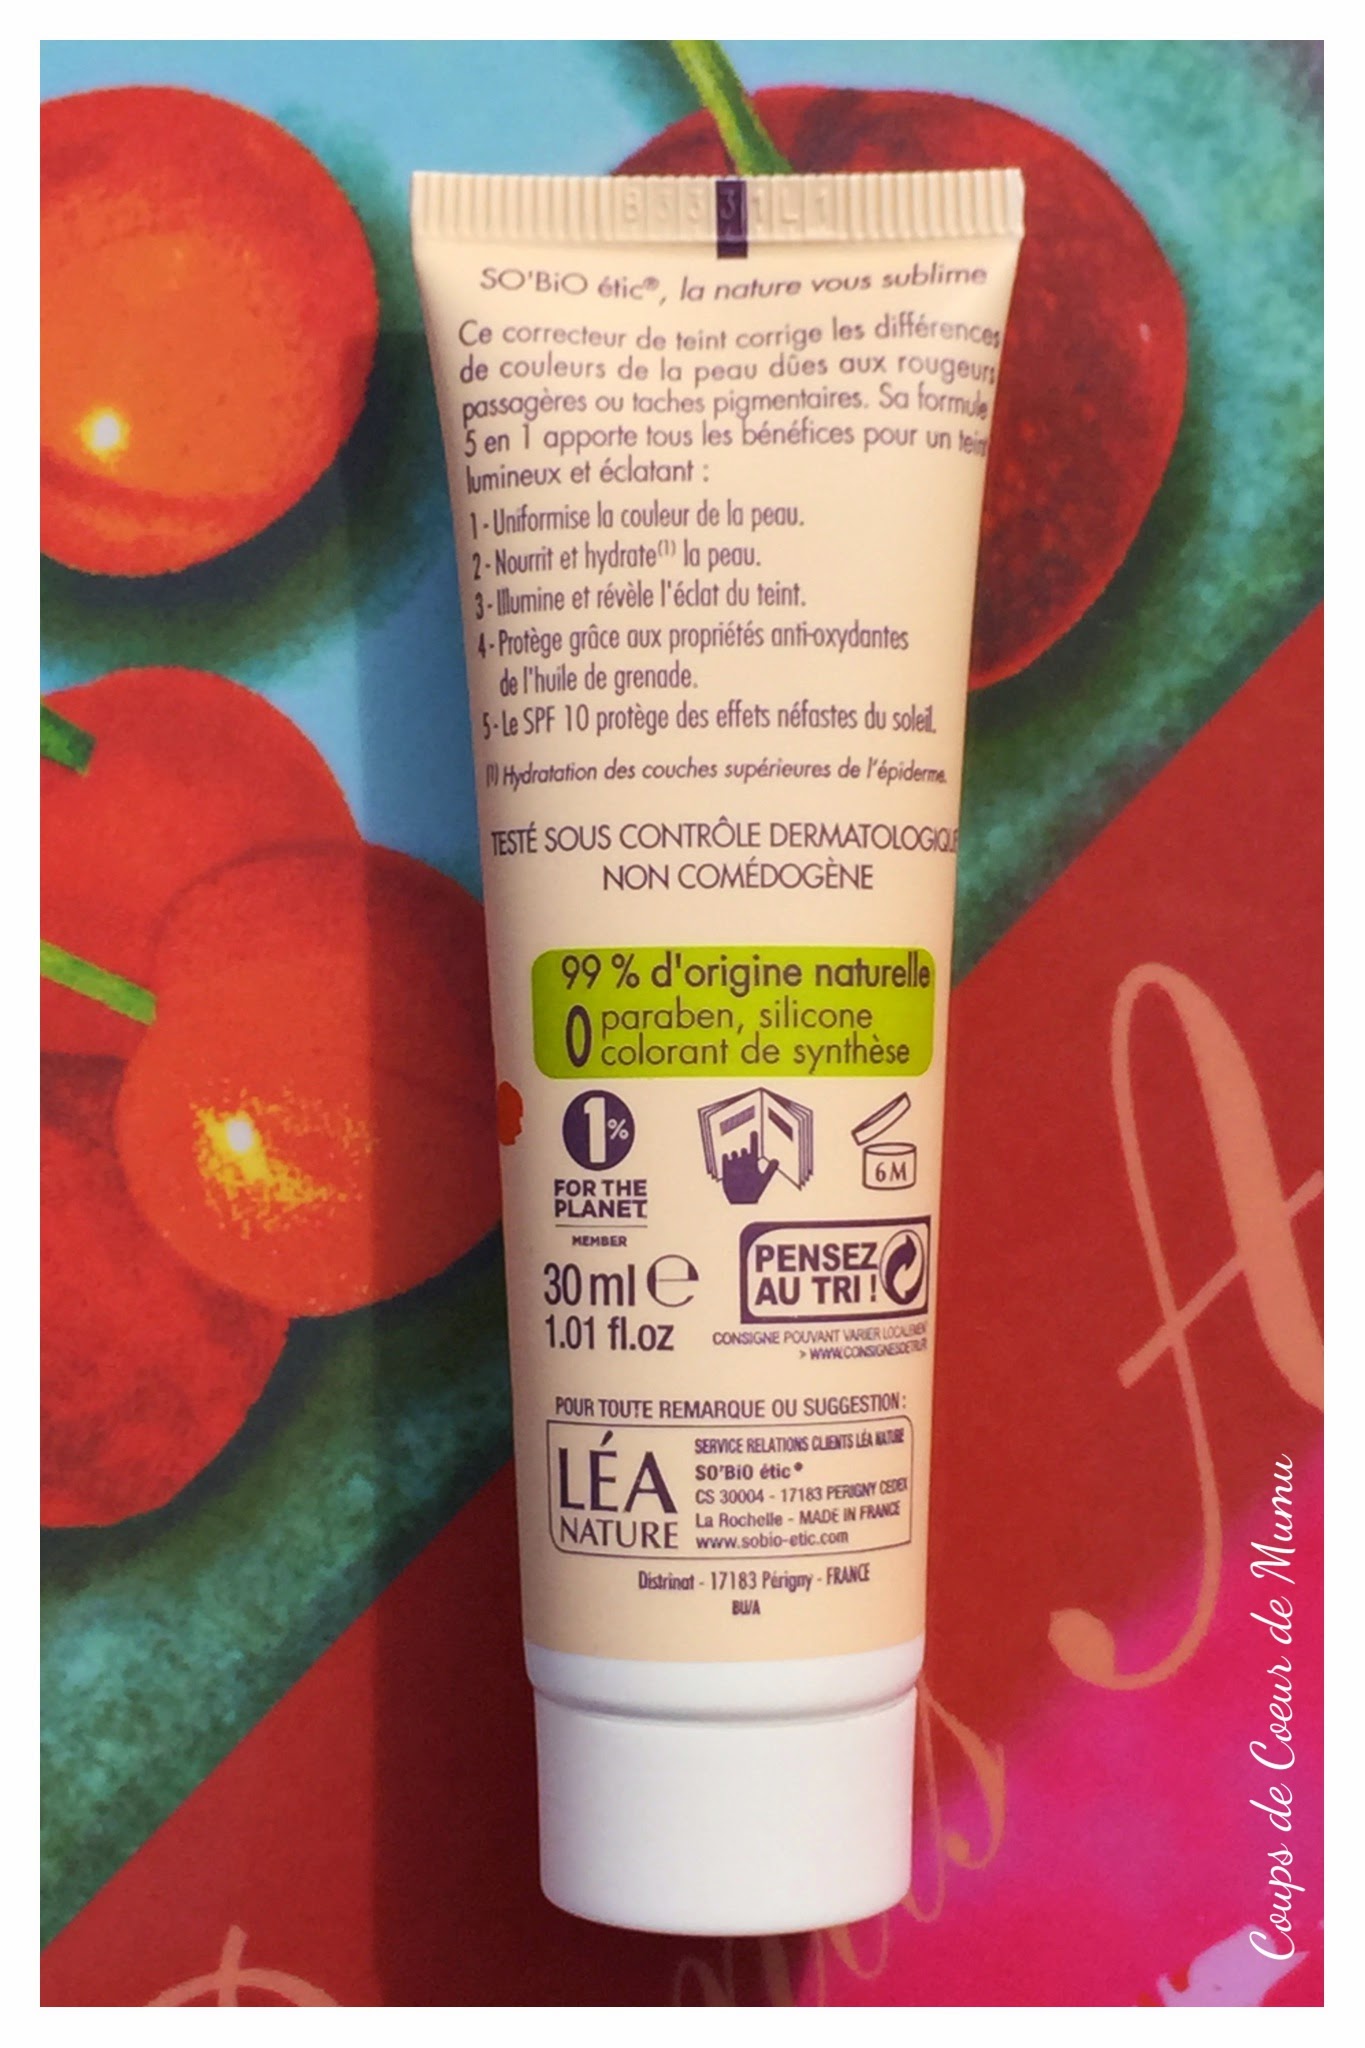 B3331L1
SO'BiO étic®, la nature vous sublime
Ce correcteur de teint corrige les différences
de couleurs de la peau dûes aux rougeurs
passagères ou taches pigmentaires. Sa formule
5 en 1 apporte tous les bénéfices pour un teint
lumineux et éclatant :
1-Uniformise la couleur de la peau.
2-Nourrit et hydrate(1) la peau.
3-Illumine et révèle l'éclat du teint.
4-Protège grâce aux propriétés anti-oxydantes
de l'huile de grenade.
5-Le SPF 10 protège des effets néfastes du soleil.
(1) Hydratation des couches supérieures de l'épiderme.
TESTÉ SOUS CONTRÔLE DERMATOLOGIQUE
NON COMÉDOGÈNE
99 % d'origine naturelle
0 paraben, silicone
colorant de synthèse
1%
FOR THE
PLANET
MEMBER
6M
30 ml e
1.01 fl.oz
PENSEZ
AU TRI !
CONSIGNE POUVANT VARIER LOCALEMENT
> WWW.CONSIGNESDETRI.FR
POUR TOUTE REMARQUE OU SUGGESTION :
LÉA
NATURE
SERVICE RELATIONS CLIENTS LÉA NATURE
SO'BiO étic®
CS 30004 - 17183 PERIGNY CEDEX
La Rochelle - MADE IN FRANCE
www.sobio-etic.com
Distrinat - 17183 Périgny - FRANCE
BU/A
Coups de Coeur de Mumu